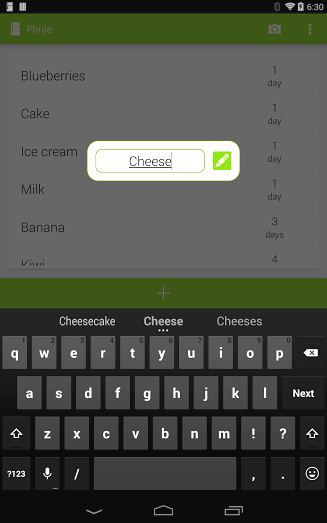 6:30
Phrije
Blueberries 1 day
Cake 1 day
Ice cream 1 day
Cheese
Milk 1 day
Banana 3 days
Kiwi 4
Cheesecake Cheese Cheeses
q 1 w 2 e 3 r 4 t 5 y 6 u 7 i 8 o 9 p 0
a s d f g h j k l Next
z x c v b n m ! ?
?123 / , .